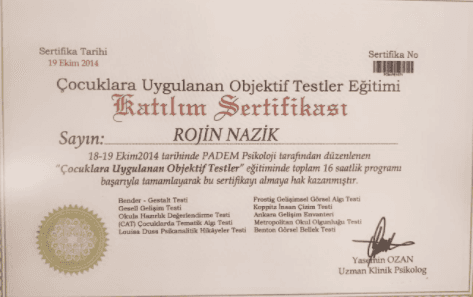 Sertifika Tarihi
19 Ekim 2014
Sertifika No
Çocuklara Uygulanan Objektif Testler Eğitimi
Katılım Sertifikası
Sayın: ROJİN NAZİK
18-19 Ekim2014 tarihinde PADEM Psikoloji tarafından düzenlenen
"Çocuklara Uygulanan Objektif Testler" eğitiminde toplam 16 saatlik programı
başarıyla tamamlayarak bu sertifikayı almaya hak kazanmıştır.
Bender - Gestalt Testi
Gesell Gelişim Testi
Okula Hazırlık Değerlendirme Testi
(CAT) Çocuklarda Tematik Algı Testi
Louisa Duss Psikanalitik Hikâyeler Testi
Frostig Gelişimsel Görsel Algı Testi
Koppitz İnsan Çizim Testi
Ankara Gelişim Envanteri
Metropolitan Okul Olgunluğu Testi
Benton Görsel Bellek Testi
Yasemin OZAN
Uzman Klinik Psikolog